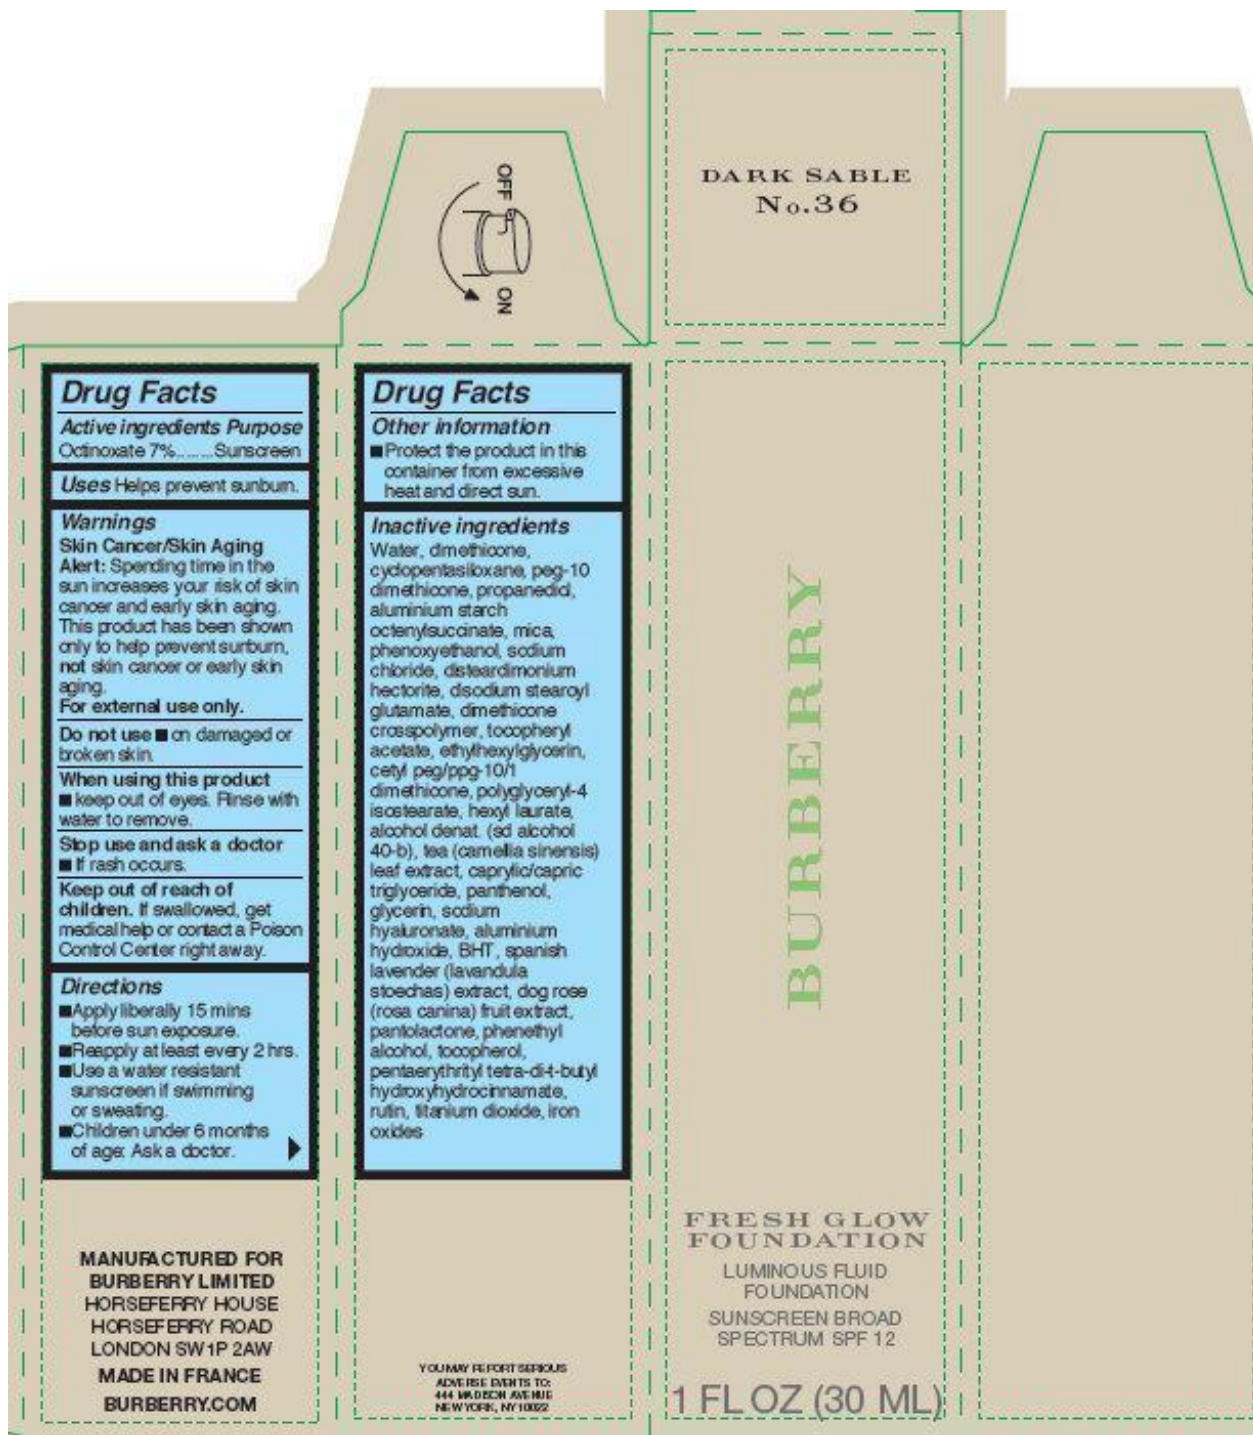 OFF
ON
DARK SABLE
No.36
Drug Facts
Active ingredients Purpose
Octinoxate 7%........Sunscreen
Uses Helps prevent sunburn.
Warnings
Skin Cancer/Skin Aging
Alert: Spending time in the
sun increases your risk of skin
cancer and early skin aging.
This product has been shown
only to help prevent sunburn,
not skin cancer or early skin
aging.
For external use only.
Do not use ■ on damaged or
broken skin.
When using this product
■ keep out of eyes. Rinse with
water to remove.
Stop use and ask a doctor
■ If rash occurs.
Keep out of reach of
children. If swallowed, get
medical help or contact a Poison
Control Center right away.
Directions
■ Apply liberally 15 mins
before sun exposure.
■ Reapply at least every 2 hrs.
■ Use a water resistant
sunscreen if swimming
or sweating.
■ Children under 6 months
of age: Ask a doctor.
MANUFACTURED FOR
BURBERRY LIMITED
HORSEFERRY HOUSE
HORSEFERRY ROAD
LONDON SW1P 2AW
MADE IN FRANCE
BURBERRY.COM
Drug Facts
Other information
■ Protect the product in this
container from excessive
heat and direct sun.
Inactive ingredients
Water, dimethicone,
cyclopentasiloxane, peg-10
dimethicone, propanediol,
aluminium starch
octenylsuccinate, mica,
phenoxyethanol, sodium
chloride, disteardimonium
hectorite, disodium stearoyl
glutamate, dimethicone
crosspolymer, tocopheryl
acetate, ethylhexylglycerin,
cetyl peg/ppg-10/1
dimethicone, polyglyceryl-4
isostearate, hexyl laurate,
alcohol denat. (sd alcohol
40-b), tea (camellia sinensis)
leaf extract, caprylic/capric
triglyceride, panthenol,
glycerin, sodium
hyaluronate, aluminium
hydroxide, BHT, spanish
lavender (lavandula
stoechas) extract, dog rose
(rosa canina) fruit extract,
pantolactone, phenethyl
alcohol, tocopherol,
pentaerythrityl tetra-di-t-butyl
hydroxyhydrocinnamate,
rutin, titanium dioxide, iron
oxides
YOU MAY REPORT SERIOUS
ADVERSE EVENTS TO:
444 MADISON AVENUE
NEW YORK, NY 10022
BURBERRY
FRESH GLOW
FOUNDATION
LUMINOUS FLUID
FOUNDATION
SUNSCREEN BROAD
SPECTRUM SPF 12
1 FL OZ (30 ML)